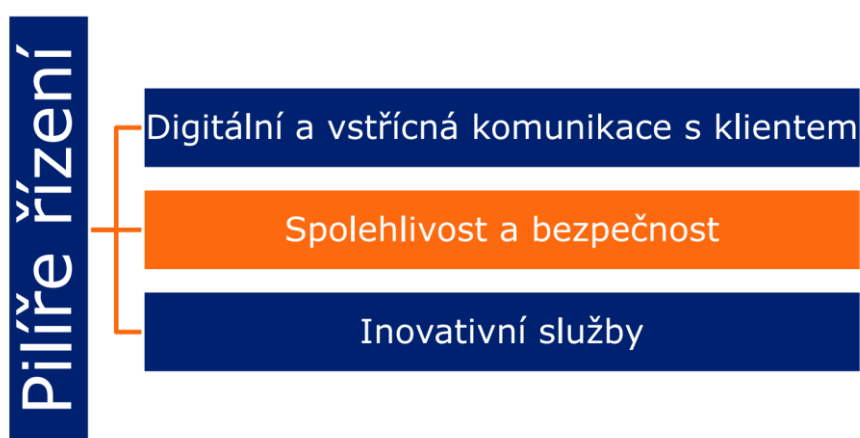 Pilíře řízení
Digitální a vstřícná komunikace s klientem
Spolehlivost a bezpečnost
Inovativní služby